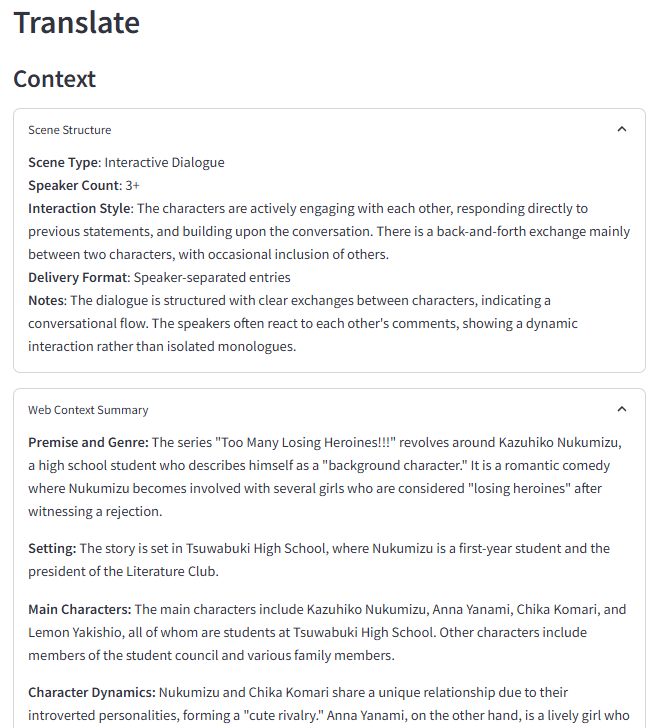 Translate
Context
Scene Structure
Scene Type: Interactive Dialogue
Speaker Count: 3+
Interaction Style: The characters are actively engaging with each other, responding directly to
previous statements, and building upon the conversation. There is a back-and-forth exchange mainly
between two characters, with occasional inclusion of others.
Delivery Format: Speaker-separated entries
Notes: The dialogue is structured with clear exchanges between characters, indicating a
conversational flow. The speakers often react to each other's comments, showing a dynamic
interaction rather than isolated monologues.
Web Context Summary
Premise and Genre: The series "Too Many Losing Heroines!!!" revolves around Kazuhiko Nukumizu,
a high school student who describes himself as a "background character." It is a romantic comedy
where Nukumizu becomes involved with several girls who are considered "losing heroines" after
witnessing a rejection.
Setting: The story is set in Tsuwabuki High School, where Nukumizu is a first-year student and the
president of the Literature Club.
Main Characters: The main characters include Kazuhiko Nukumizu, Anna Yanami, Chika Komari, and
Lemon Yakishio, all of whom are students at Tsuwabuki High School. Other characters include
members of the student council and various family members.
Character Dynamics: Nukumizu and Chika Komari share a unique relationship due to their
introverted personalities, forming a "cute rivalry." Anna Yanami, on the other hand, is a lively girl who